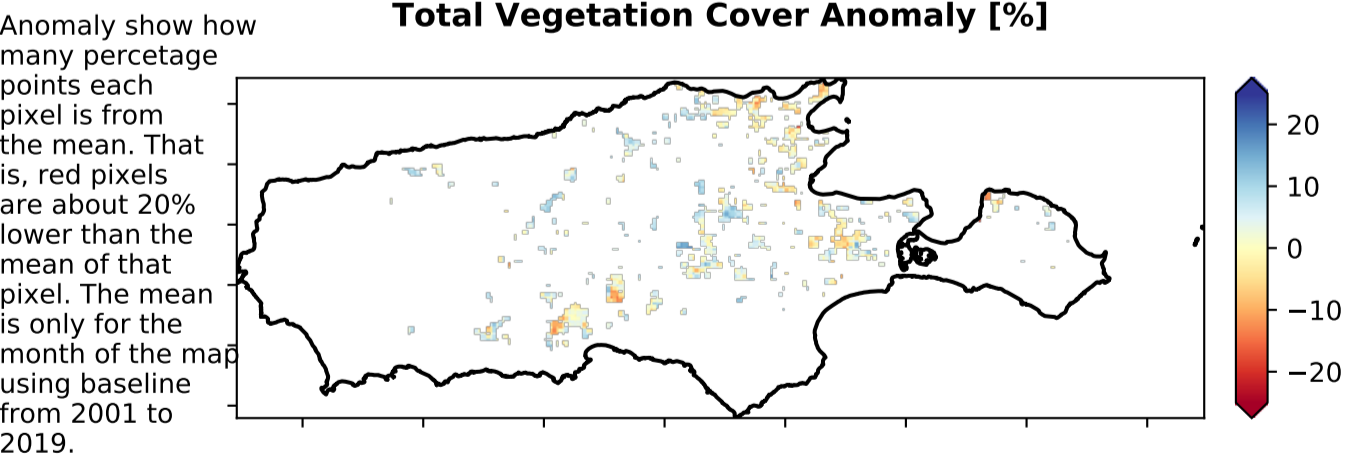 Total Vegetation Cover Anomaly [%]
Anomaly show how
many percetage
points each
pixel is from
the mean. That
is, red pixels
are about 20%
lower than the
mean of that
pixel. The mean
is only for the
month of the map
using baseline
from 2001 to
2019.
20
10
0
−10
−20